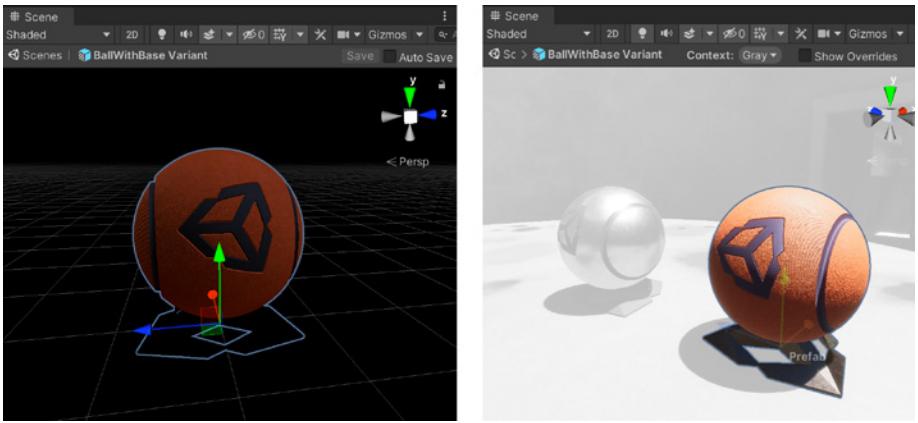 Scene
Shaded 2D 0 Gizmos
Scenes BallWithBase Variant Save Auto Save
y
z
Persp
Scene
Shaded 2D 0 Gizmos
Sc > BallWithBase Variant Context: Gray Show Overrides
y
Prefab